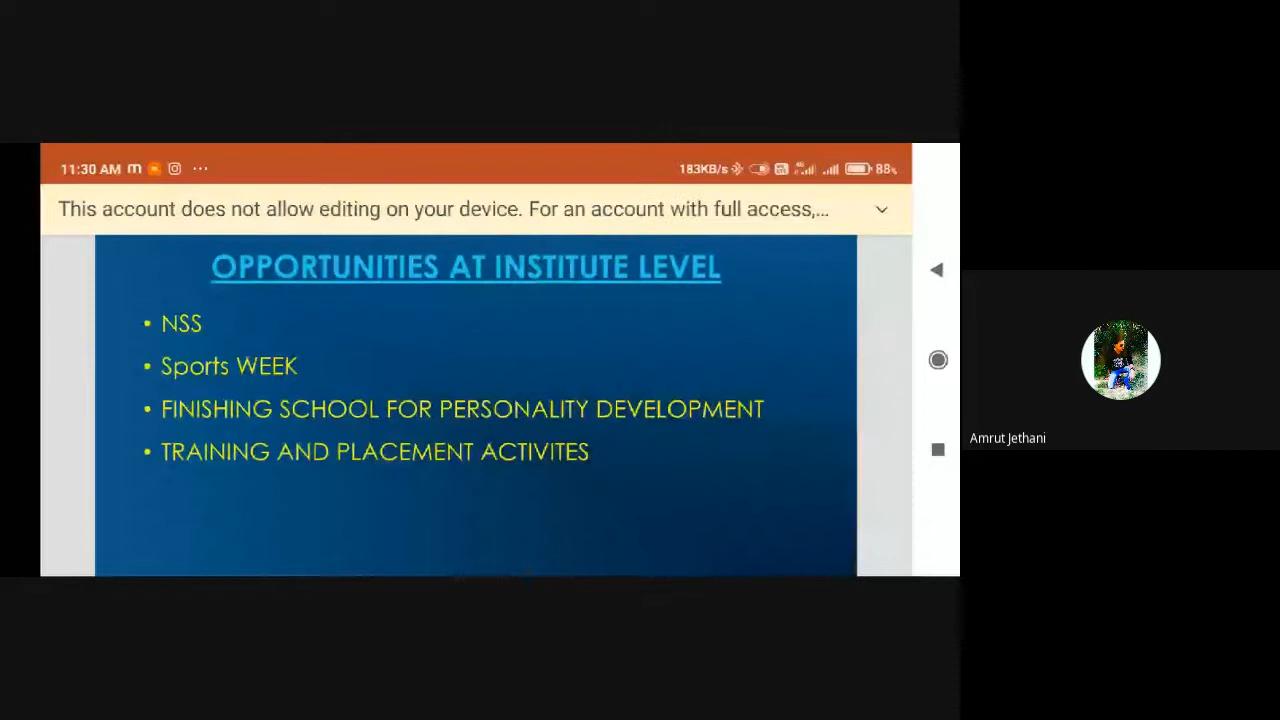 11:30 AM m ...
183KB/s 4G 88%
This account does not allow editing on your device. For an account with full access,...
OPPORTUNITIES AT INSTITUTE LEVEL
• NSS
• Sports WEEK
• FINISHING SCHOOL FOR PERSONALITY DEVELOPMENT
• TRAINING AND PLACEMENT ACTIVITES
Amrut Jethani